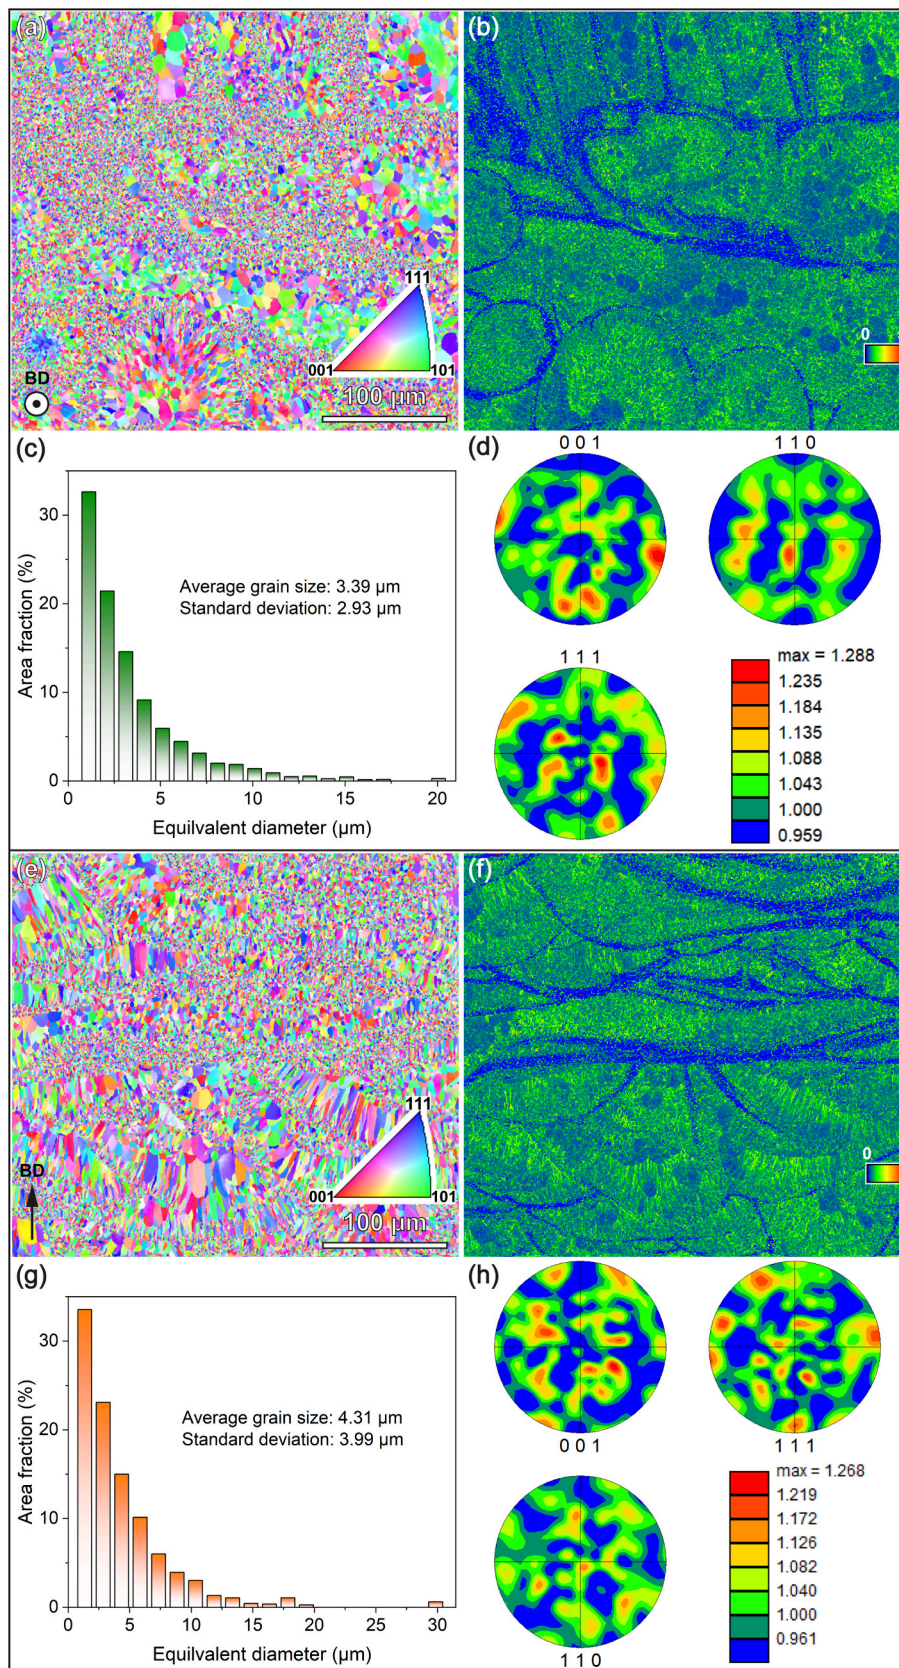 (a)
111
001
101
BD
100 µm
(b)
0
(c)
Area fraction (%)
30
20
10
0
Average grain size: 3.39 µm
Standard deviation: 2.93 µm
0
5
10
15
20
Equilvalent diameter (µm)
(d)
0 0 1
1 1 0
1 1 1
max = 1.288
1.235
1.184
1.135
1.088
1.043
1.000
0.959
(e)
111
001
101
BD
100 µm
(f)
0
(g)
Area fraction (%)
30
20
10
0
Average grain size: 4.31 µm
Standard deviation: 3.99 µm
0
5
10
15
20
25
30
Equivalent diameter (µm)
(h)
0 0 1
1 1 1
1 1 0
max = 1.268
1.219
1.172
1.126
1.082
1.040
1.000
0.961